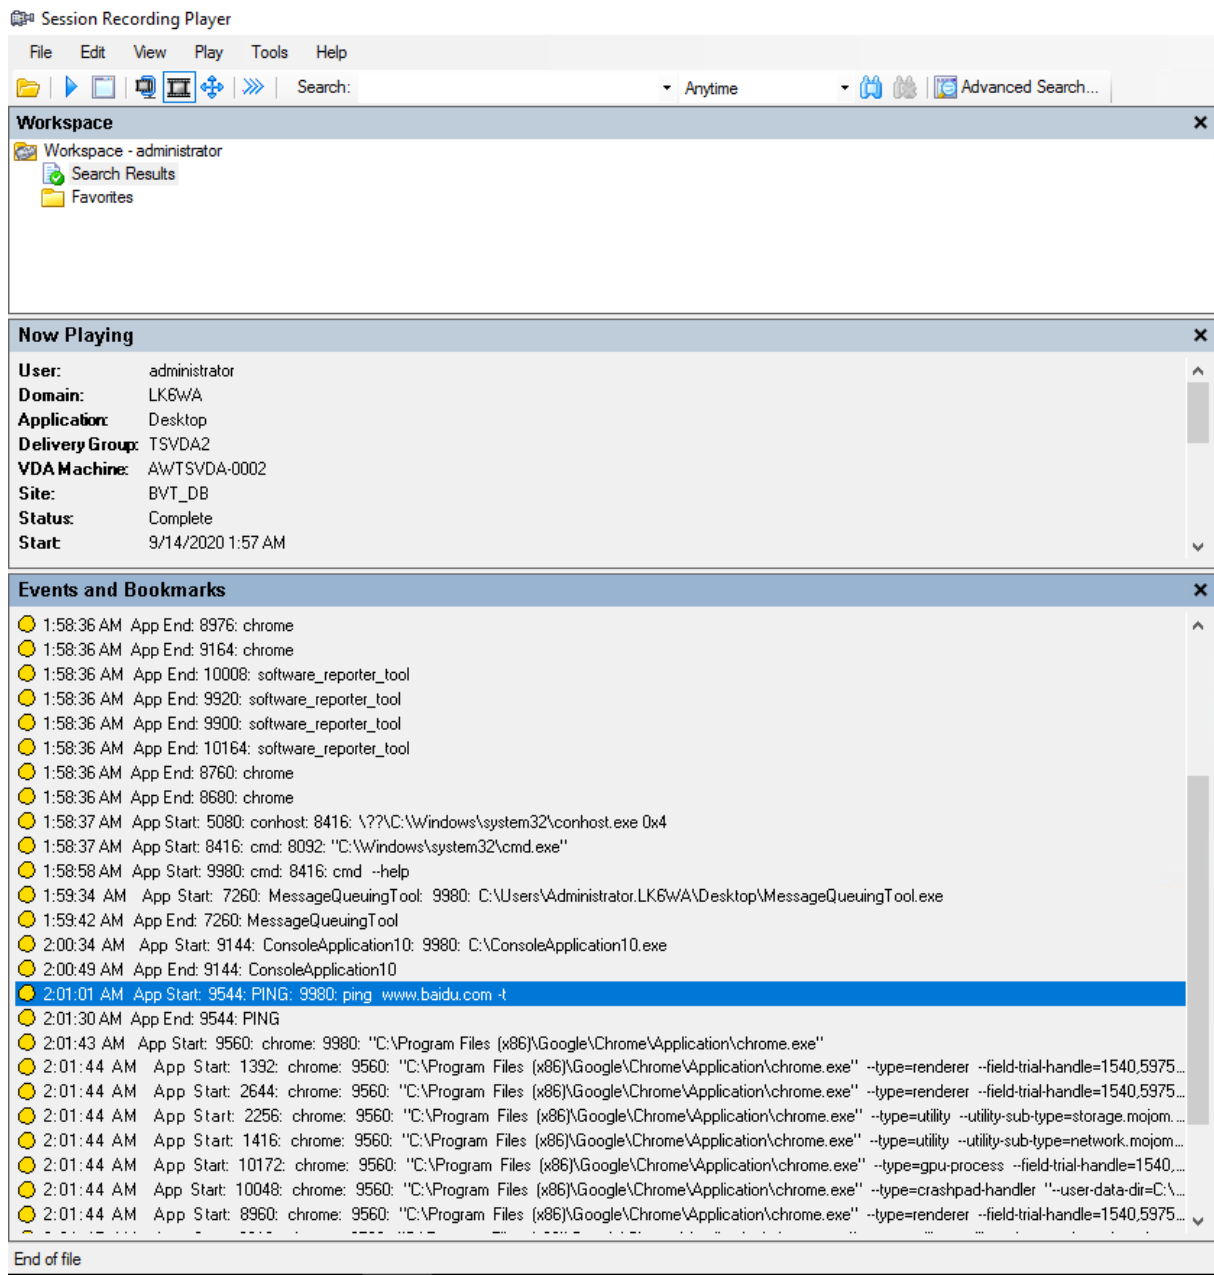 Session Recording Player
File Edit View Play Tools Help
Search: Anytime Advanced Search...
Workspace
Workspace - administrator
Search Results
Favorites
Now Playing
User: administrator
Domain: LK6WA
Application: Desktop
Delivery Group: TSVDA2
VDA Machine: AWTSVDA-0002
Site: BVT_DB
Status: Complete
Start: 9/14/2020 1:57 AM
Events and Bookmarks
1:58:36 AM App End: 8976: chrome
1:58:36 AM App End: 9164: chrome
1:58:36 AM App End: 10008: software_reporter_tool
1:58:36 AM App End: 9920: software_reporter_tool
1:58:36 AM App End: 9900: software_reporter_tool
1:58:36 AM App End: 10164: software_reporter_tool
1:58:36 AM App End: 8760: chrome
1:58:36 AM App End: 8680: chrome
1:58:37 AM App Start: 5080: conhost: 8416: \??\C:\Windows\system32\conhost.exe 0x4
1:58:37 AM App Start: 8416: cmd: 8092: "C:\Windows\system32\cmd.exe"
1:58:58 AM App Start: 9980: cmd: 8416: cmd --help
1:59:34 AM App Start: 7260: MessageQueuingTool: 9980: C:\Users\Administrator.LK6WA\Desktop\MessageQueuingTool.exe
1:59:42 AM App End: 7260: MessageQueuingTool
2:00:34 AM App Start: 9144: ConsoleApplication10: 9980: C:\ConsoleApplication10.exe
2:00:49 AM App End: 9144: ConsoleApplication10
2:01:01 AM App Start: 9544: PING: 9980: ping www.baidu.com -t
2:01:30 AM App End: 9544: PING
2:01:43 AM App Start: 9560: chrome: 9980: "C:\Program Files (x86)\Google\Chrome\Application\chrome.exe"
2:01:44 AM App Start: 1392: chrome: 9560: "C:\Program Files (x86)\Google\Chrome\Application\chrome.exe" --type=renderer --field-trial-handle=1540,5975...
2:01:44 AM App Start: 2644: chrome: 9560: "C:\Program Files (x86)\Google\Chrome\Application\chrome.exe" --type=renderer --field-trial-handle=1540,5975...
2:01:44 AM App Start: 2256: chrome: 9560: "C:\Program Files (x86)\Google\Chrome\Application\chrome.exe" --type=utility --utility-sub-type=storage.mojom....
2:01:44 AM App Start: 1416: chrome: 9560: "C:\Program Files (x86)\Google\Chrome\Application\chrome.exe" --type=utility --utility-sub-type=network.mojom...
2:01:44 AM App Start: 10172: chrome: 9560: "C:\Program Files (x86)\Google\Chrome\Application\chrome.exe" --type=gpu-process --field-trial-handle=1540,...
2:01:44 AM App Start: 10048: chrome: 9560: "C:\Program Files (x86)\Google\Chrome\Application\chrome.exe" --type=crashpad-handler "--user-data-dir=C:\...
2:01:44 AM App Start: 8960: chrome: 9560: "C:\Program Files (x86)\Google\Chrome\Application\chrome.exe" --type=renderer --field-trial-handle=1540,5975...
End of file